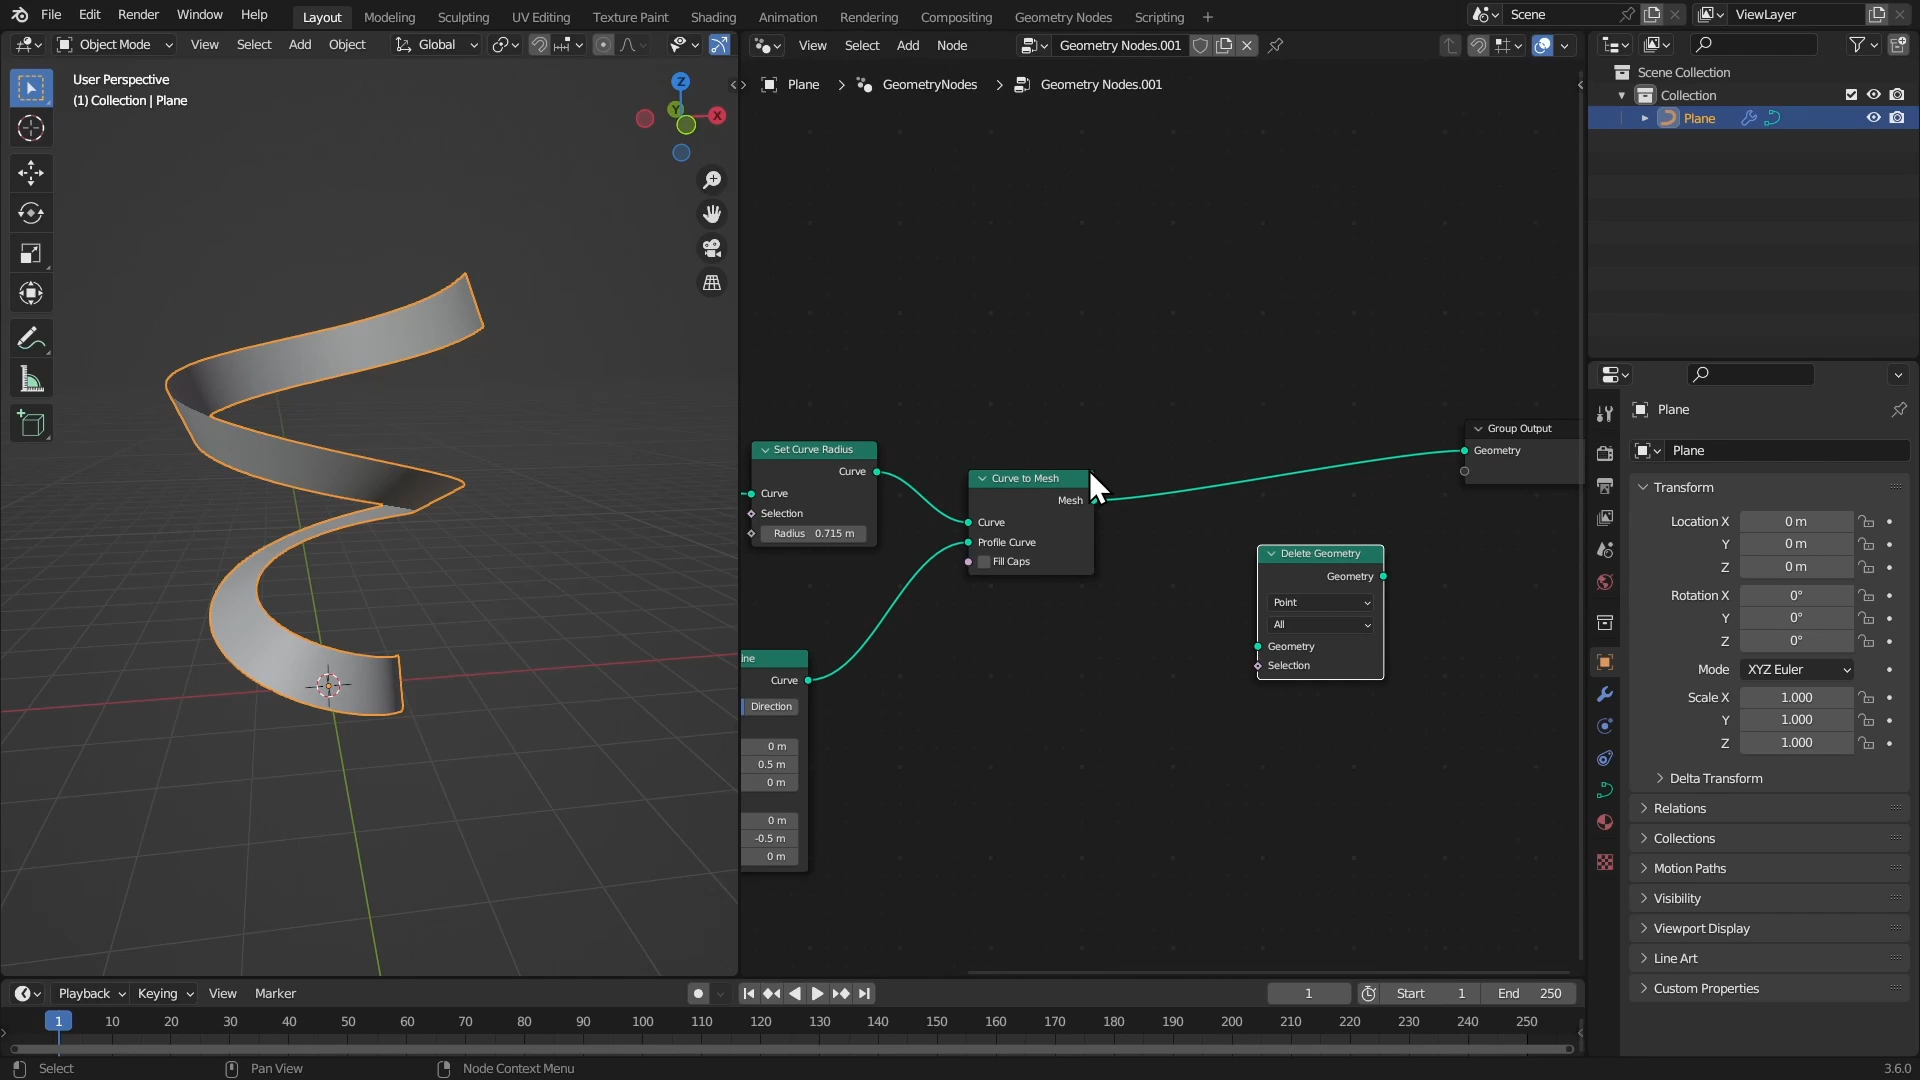 File Edit Render Window Help
Layout Modeling Sculpting UV Editing Texture Paint Shading Animation Rendering Compositing Geometry Nodes Scripting
Scene
ViewLayer
Object Mode View Select Add Object Global
View Select Add Node Geometry Nodes.001
User Perspective
(1) Collection | Plane
Z
Y
X
Plane GeometryNodes Geometry Nodes.001
Set Curve Radius
Curve
Curve
Selection
Radius 0.715 m
Curve to Mesh
Mesh
Curve
Profile Curve
Fill Caps
Delete Geometry
Geometry
Point
All
Geometry
Selection
Group Output
Geometry
ine
Curve
Direction
0 m
0.5 m
0 m
0 m
-0.5 m
0 m
Scene Collection
Collection
Plane
Plane
Plane
Transform
Location X 0 m
Y 0 m
Z 0 m
Rotation X 0°
Y 0°
Z 0°
Mode XYZ Euler
Scale X 1.000
Y 1.000
Z 1.000
Delta Transform
Relations
Collections
Motion Paths
Visibility
Viewport Display
Line Art
Custom Properties
Playback Keying View Marker
1 Start 1 End 250
1 10 20 30 40 50 60 70 80 90 100 110 120 130 140 150 160 170 180 190 200 210 220 230 240 250
Select Pan View Node Context Menu 3.6.0